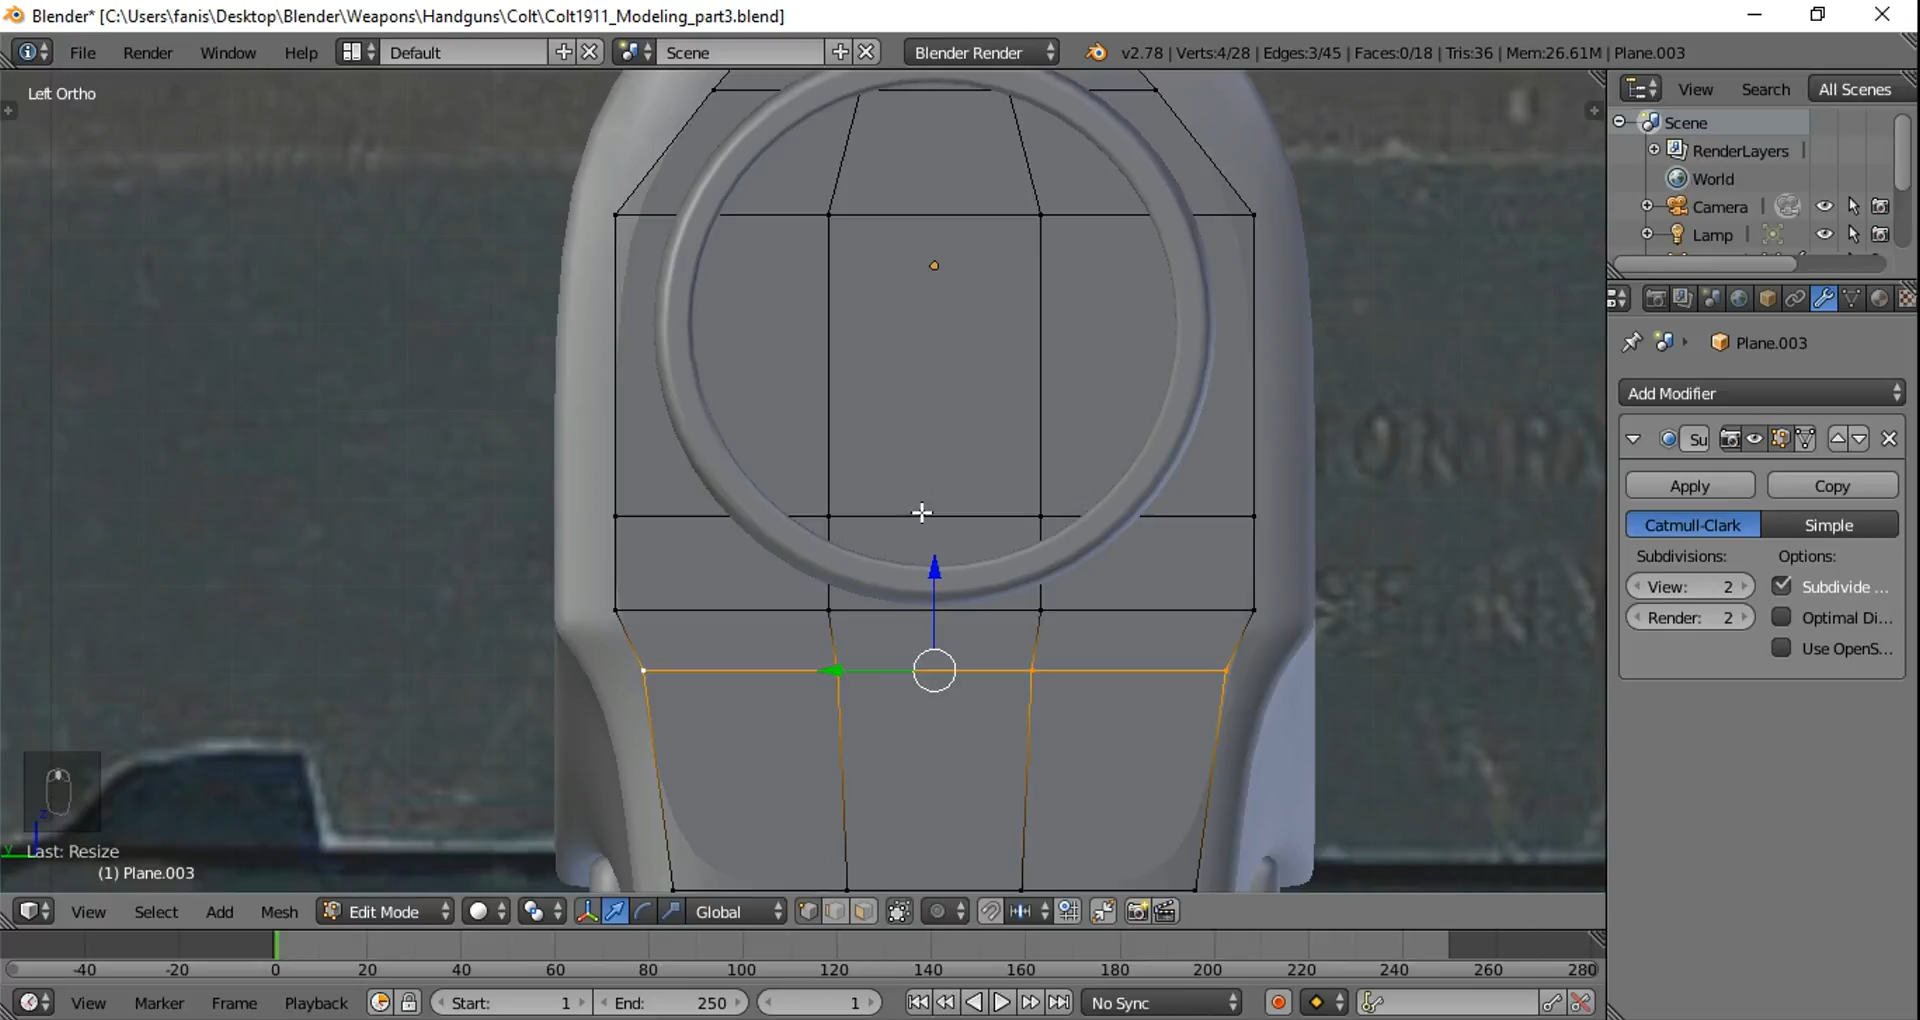 Blender* [C:\Users\fanis\Desktop\Blender\Weapons\Handguns\Colt\Colt1911_Modeling_part3.blend]
File Render Window Help Default Scene Blender Render v2.78 | Verts:4/28 | Edges:3/45 | Faces:0/18 | Tris:36 | Mem:26.61M | Plane.003
Left Ortho
View Search All Scenes
Scene
RenderLayers
World
Camera
Lamp
Plane.003
Add Modifier
Su
Apply Copy
Catmull-Clark Simple
Subdivisions: Options:
View: 2 Subdivide ...
Render: 2 Optimal Di...
Use OpenS...
z
y
Last: Resize
(1) Plane.003
View Select Add Mesh Edit Mode Global
-40 -20 0 20 40 60 80 100 120 140 160 180 200 220 240 260 280
View Marker Frame Playback Start: 1 End: 250 1 No Sync